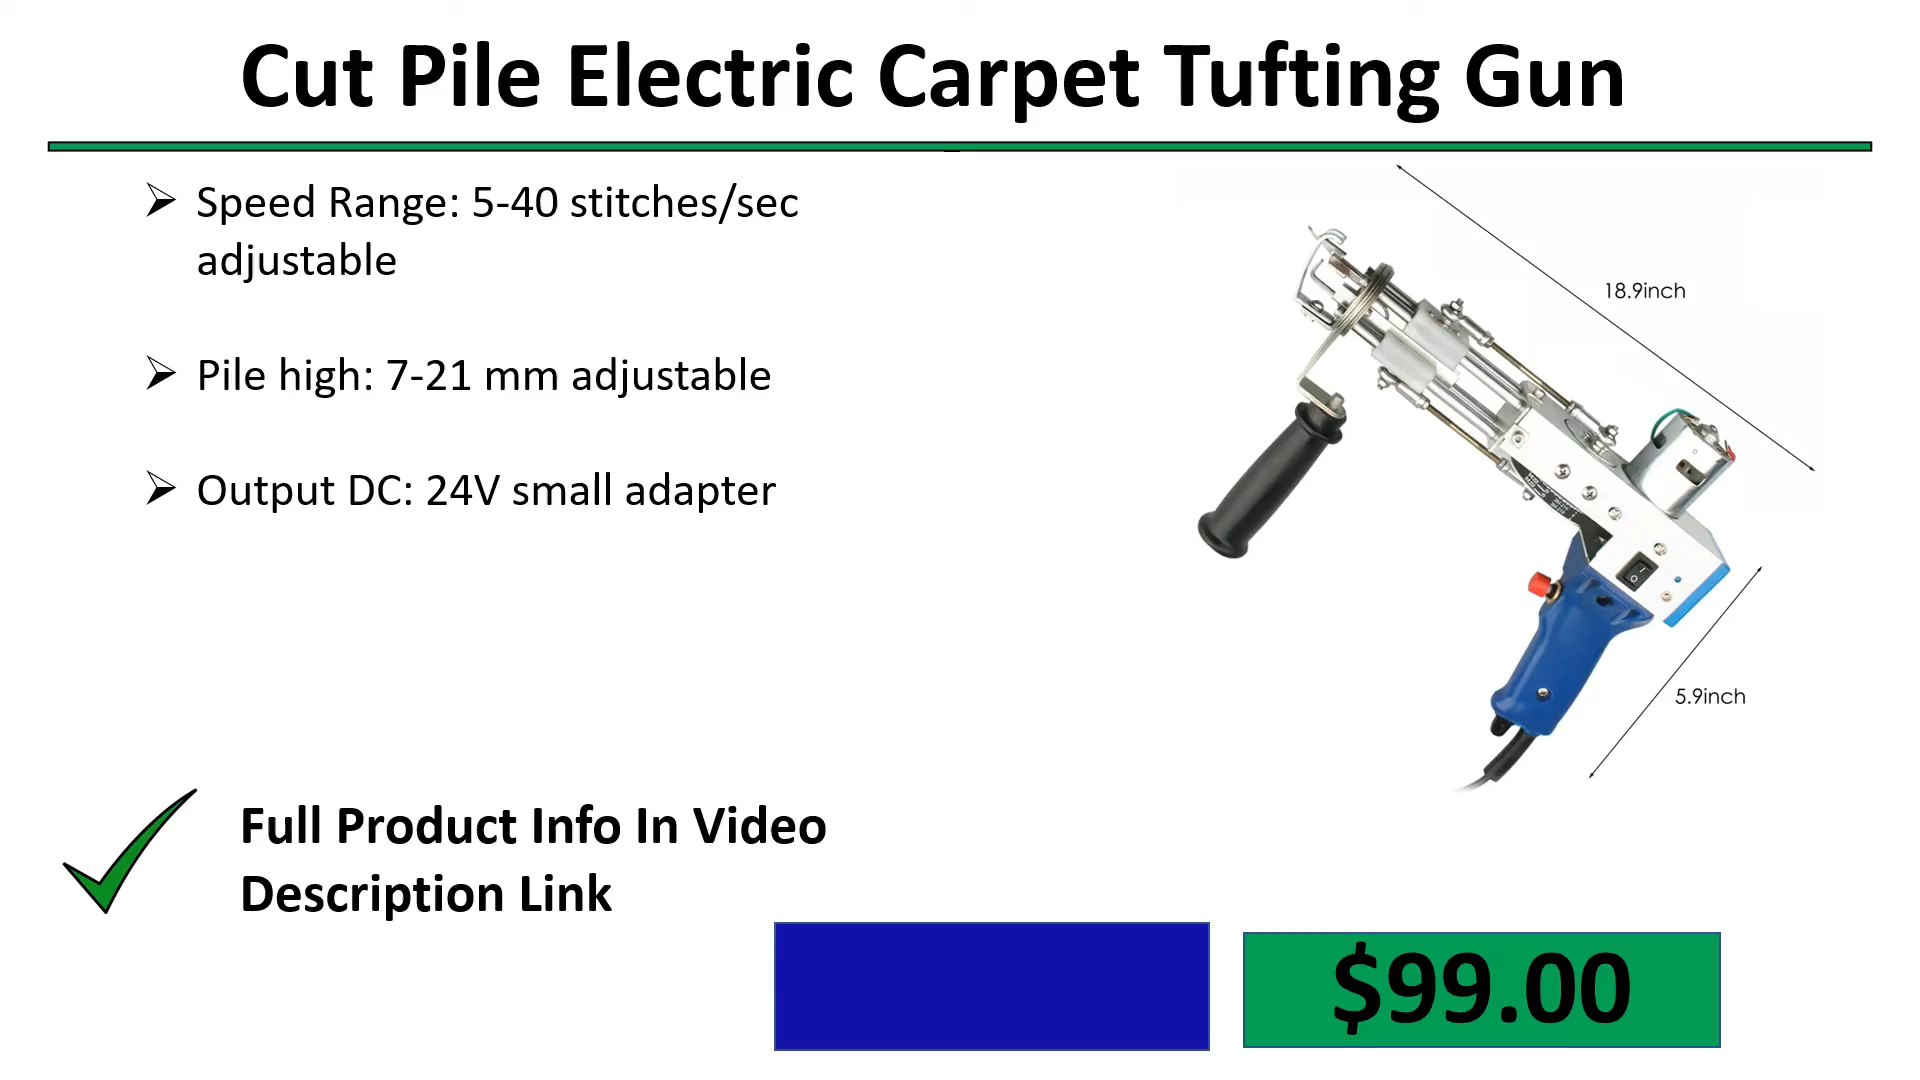 Cut Pile Electric Carpet Tufting Gun
Speed Range: 5-40 stitches/sec
adjustable
18.9inch
Pile high: 7-21 mm adjustable
Output DC: 24V small adapter
5.9inch
Full Product Info In Video
Description Link
$99.00